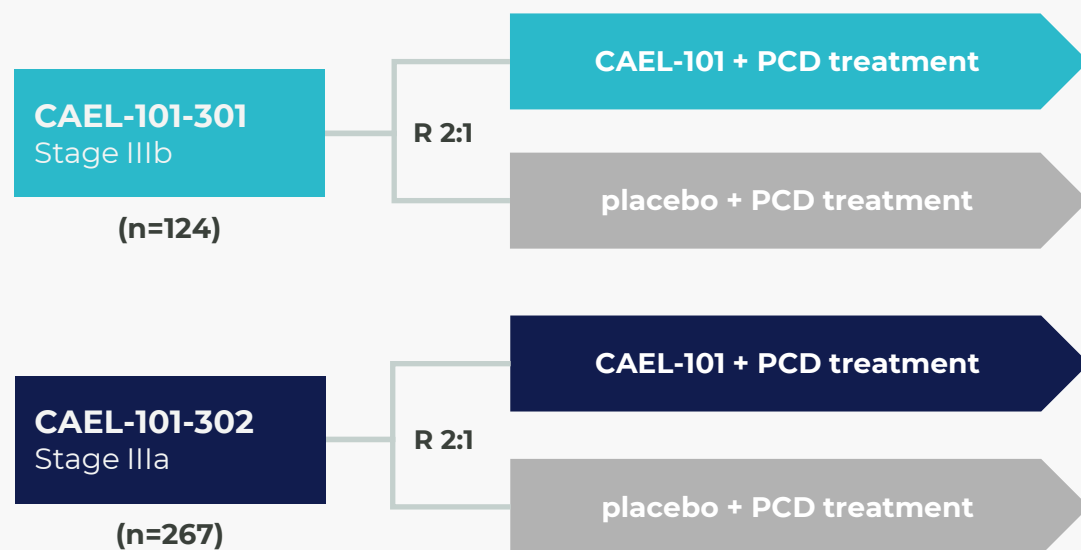 CAEL-101-301
Stage IIIb
(n=124)
R 2:1
CAEL-101 + PCD treatment
placebo + PCD treatment
CAEL-101-302
Stage IIIa
(n=267)
R 2:1
CAEL-101 + PCD treatment
placebo + PCD treatment